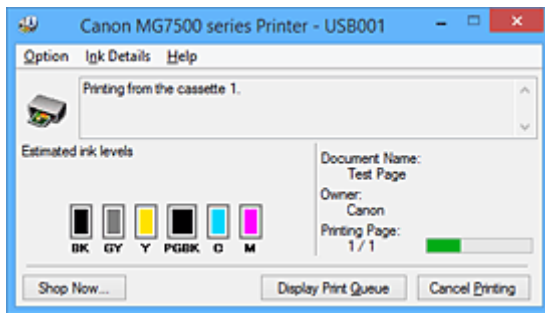 Canon MG7500 series Printer - USB001
Option Ink Details Help
Printing from the cassette 1.
Estimated ink levels
Document Name:
Test Page
Owner:
Canon
Printing Page:
1 / 1
BK GY Y PGBK C M
Shop Now... Display Print Queue Cancel Printing